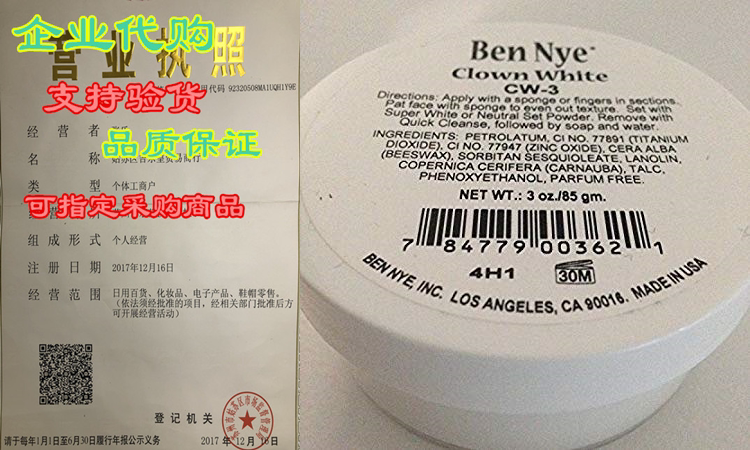 企业代购
营业执照
代码 92320508MA1UQH1Y9E
支持验货
经营者
品质保证
名称
类型 个体工商户
可指定采购商品
组成形式 个人经营
注册日期 2017年12月16日
经营范围 日用百货、化妆品、电子产品、鞋帽零售。
(依法须经批准的项目,经相关部门批准后方
可开展经营活动)
登记机关
请于每年1月1日至6月30日履行年报公示义务
2017年12月16日
Ben Nye
Clown White
CW-3
Directions: Apply with a sponge or fingers in sections.
Pat face with sponge to even out texture. Set with
Super White or Neutral Set Powder. Remove with
Quick Cleanse, followed by soap and water.
INGREDIENTS: PETROLATUM, CI NO. 77891 (TITANIUM
DIOXIDE), CI NO. 77947 (ZINC OXIDE), CERA ALBA
(BEESWAX), SORBITAN SESQUIOLEATE, LANOLIN,
COPERNICA CERIFERA (CARNAUBA), TALC,
PHENOXYETHANOL, PARFUM FREE.
NET WT.: 3 oz./85 gm.
7 84779 00362 1
4H1
30M
BEN NYE, INC. LOS ANGELES, CA 90016. MADE IN USA